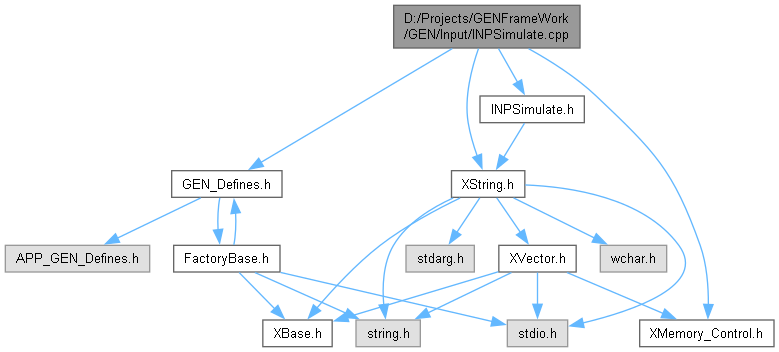 D:/Projects/GENFrameWork
/GEN/Input/INPSimulate.cpp
INPSimulate.h
GEN_Defines.h
XString.h
APP_GEN_Defines.h
FactoryBase.h
stdarg.h
XVector.h
wchar.h
XBase.h
string.h
stdio.h
XMemory_Control.h